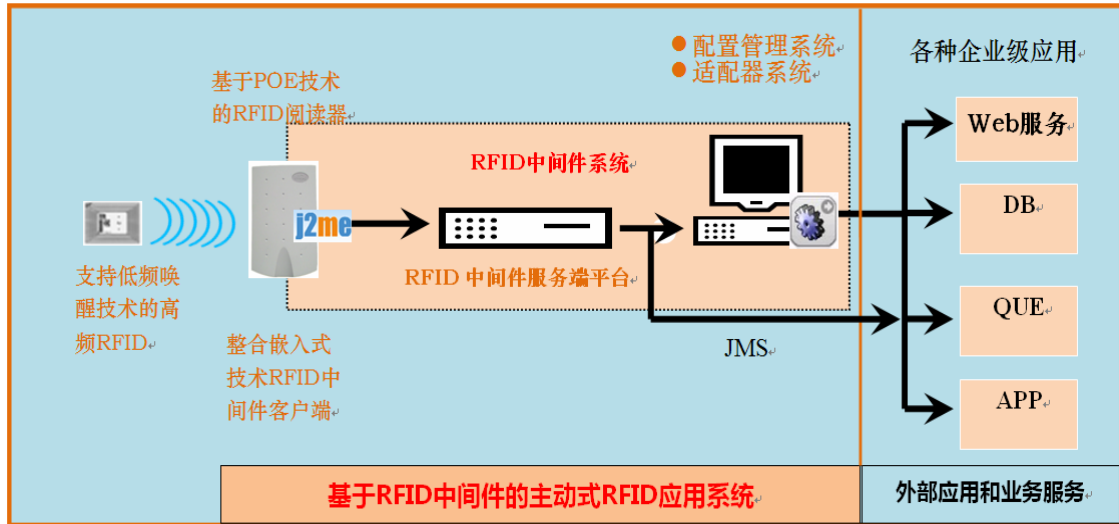 配置管理系统
适配器系统
各种企业级应用
基于POE技术
的RFID阅读器
RFID中间件系统
j2me
RFID 中间件服务端平台
支持低频唤
醒技术的高
频RFID
整合嵌入式
技术RFID中
间件客户端
JMS
Web服务
DB
QUE
APP
基于RFID中间件的主动式RFID应用系统
外部应用和业务服务